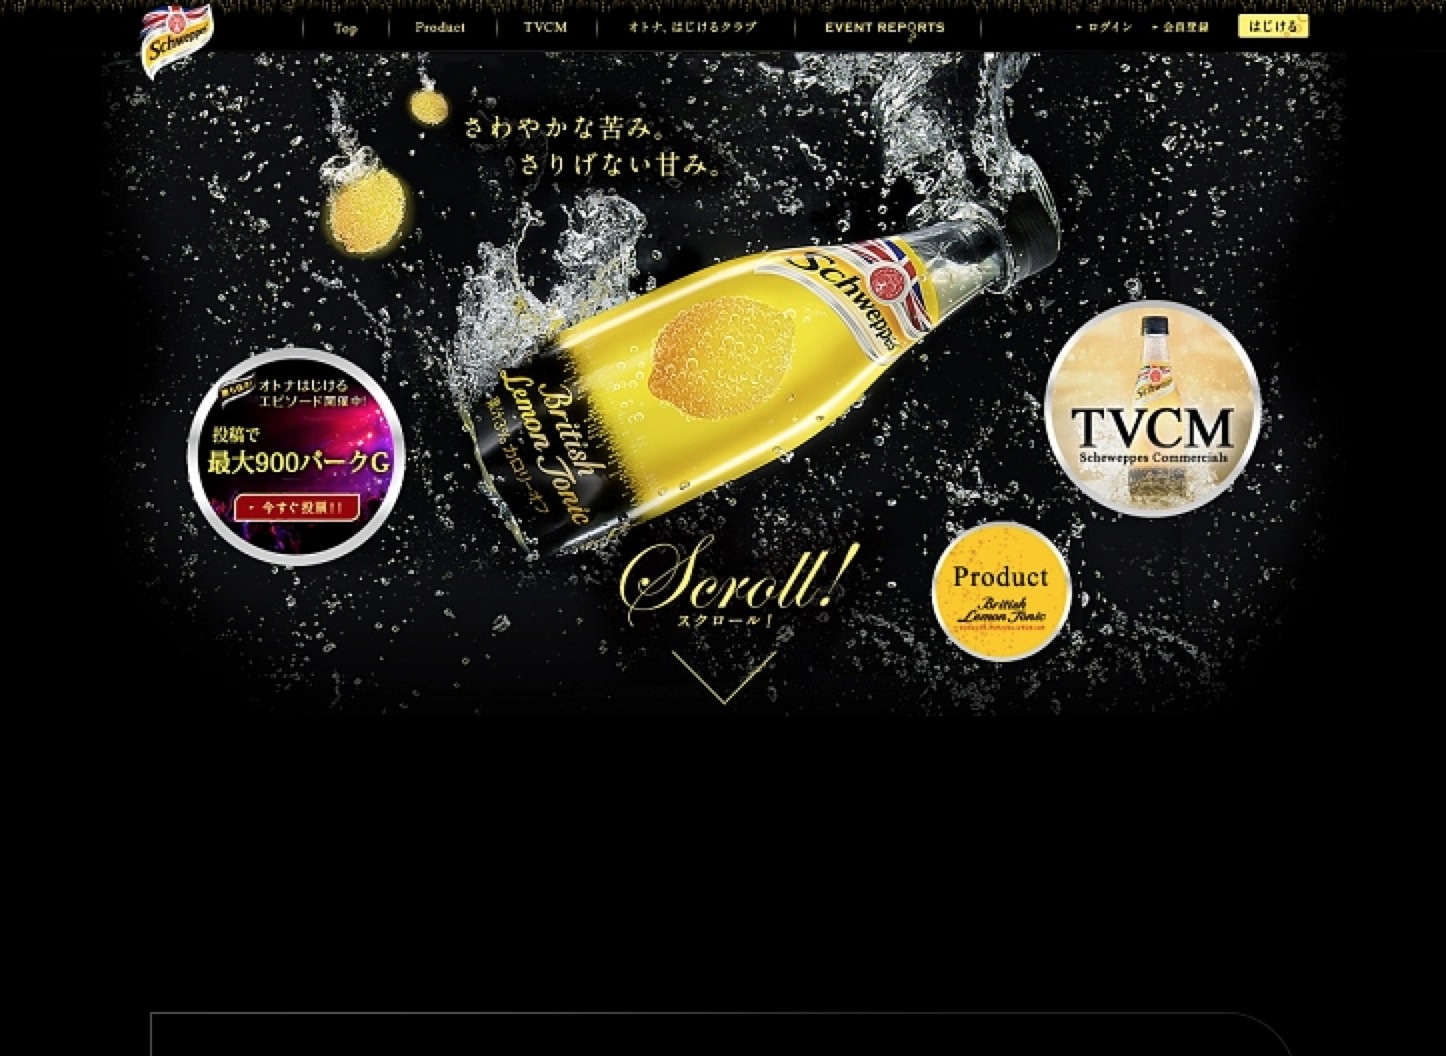 Schweppes
Top
Product
TVCM
オトナ、はじけるクラブ
EVENT REPORTS
ログイン
会員登録
はじける
さわやかな苦み。
さりげない甘み。
Schweppes
British
Lemon Tonic
カロリーオフ
オトナはじける
エピソード開催中!
投稿で
最大900パークG
今すぐ投票!!
TVCM
Scheweppes Commercials
Product
British
Lemon Tonic
Scroll!
スクロール!